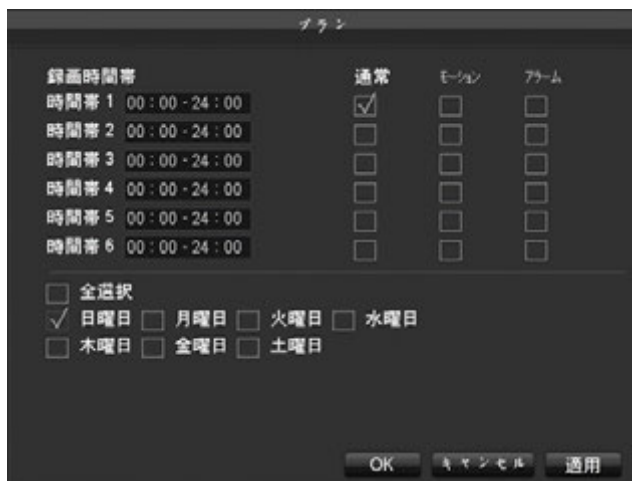 プラン
録画時間帯 通常 モーション アラーム
時間帯 1 00:00-24:00
時間帯 2 00:00-24:00
時間帯 3 00:00-24:00
時間帯 4 00:00-24:00
時間帯 5 00:00-24:00
時間帯 6 00:00-24:00
全選択
日曜日 月曜日 火曜日 水曜日
木曜日 金曜日 土曜日
OK キャンセル 適用